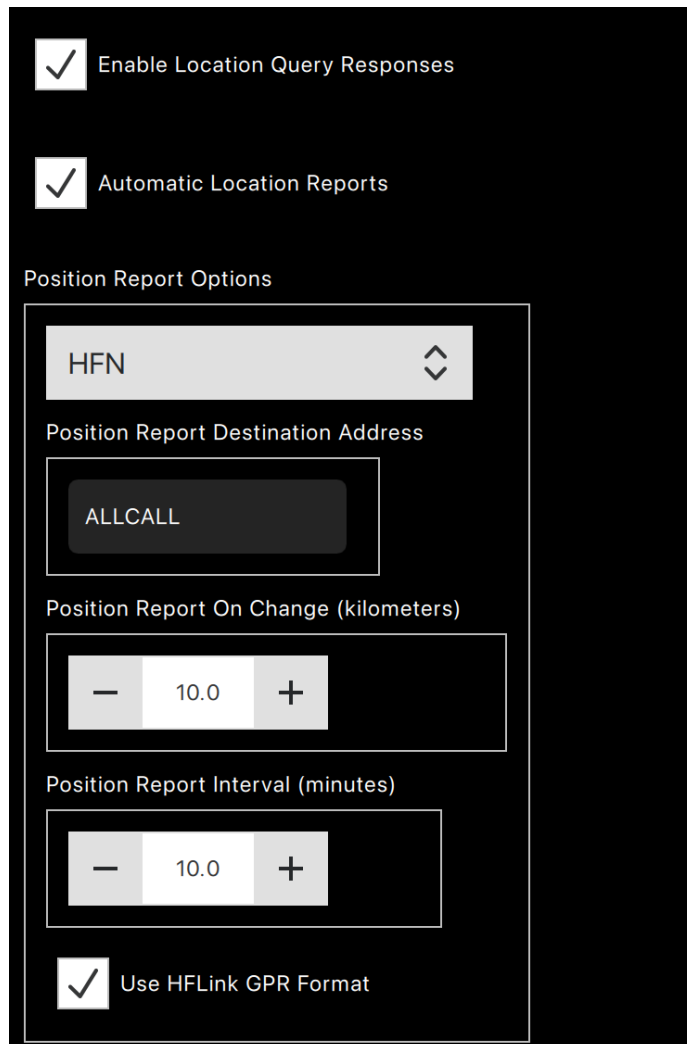 Enable Location Query Responses
Automatic Location Reports
Position Report Options
HFN
Position Report Destination Address
ALLCALL
Position Report On Change (kilometers)
10.0
Position Report Interval (minutes)
10.0
Use HFLink GPR Format